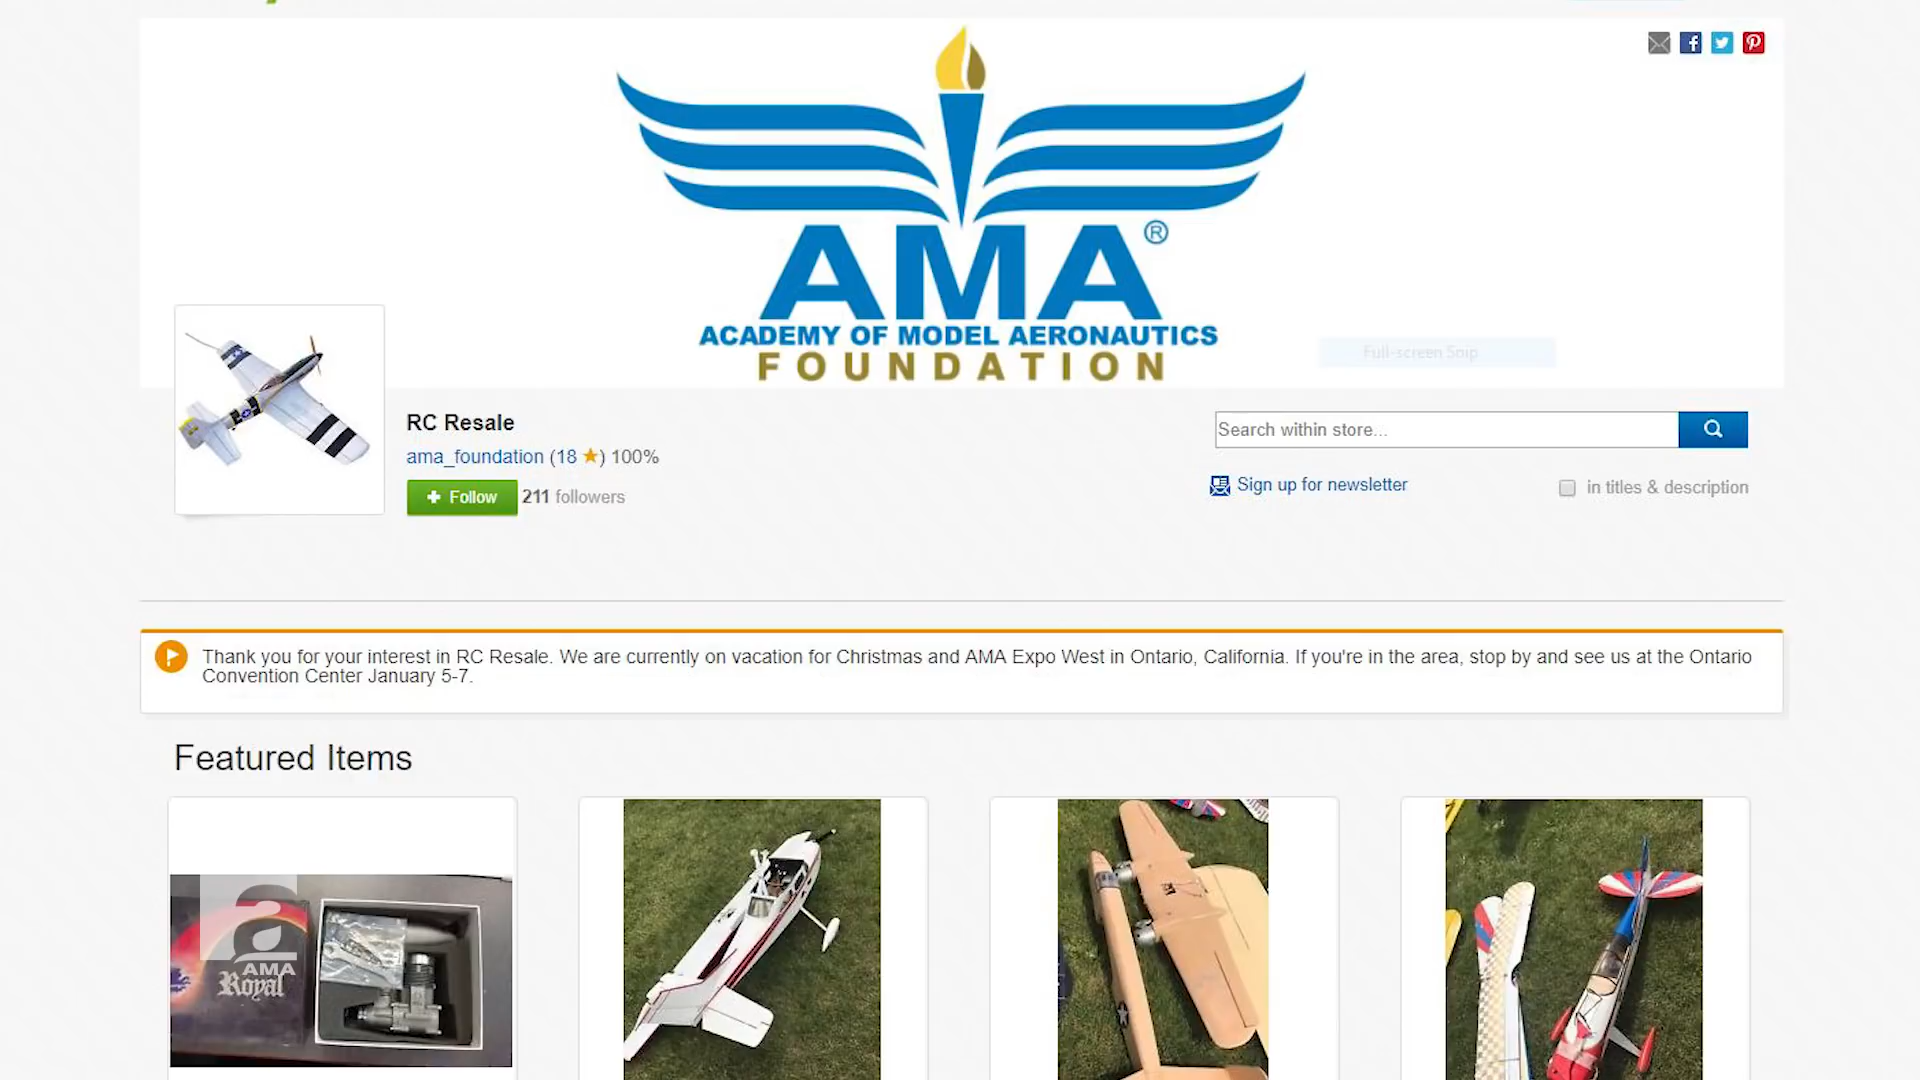 AMA®
ACADEMY OF MODEL AERONAUTICS
FOUNDATION
Full-screen Snip
RC Resale
ama_foundation (18 ★) 100%
+ Follow 211 followers
Search within store...
Sign up for newsletter
in titles & description
Thank you for your interest in RC Resale. We are currently on vacation for Christmas and AMA Expo West in Ontario, California. If you're in the area, stop by and see us at the Ontario
Convention Center January 5-7.
Featured Items
a
AMA
Royal